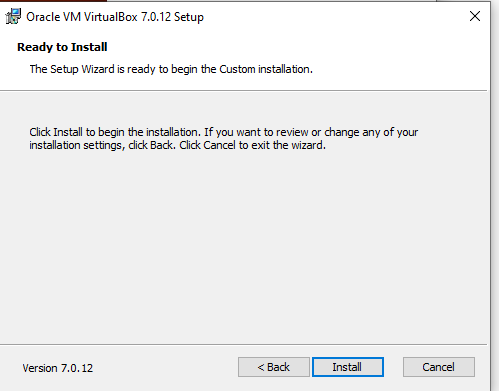 Oracle VM VirtualBox 7.0.12 Setup
Ready to Install
The Setup Wizard is ready to begin the Custom installation.
Click Install to begin the installation. If you want to review or change any of your
installation settings, click Back. Click Cancel to exit the wizard.
Version 7.0.12
< Back
Install
Cancel